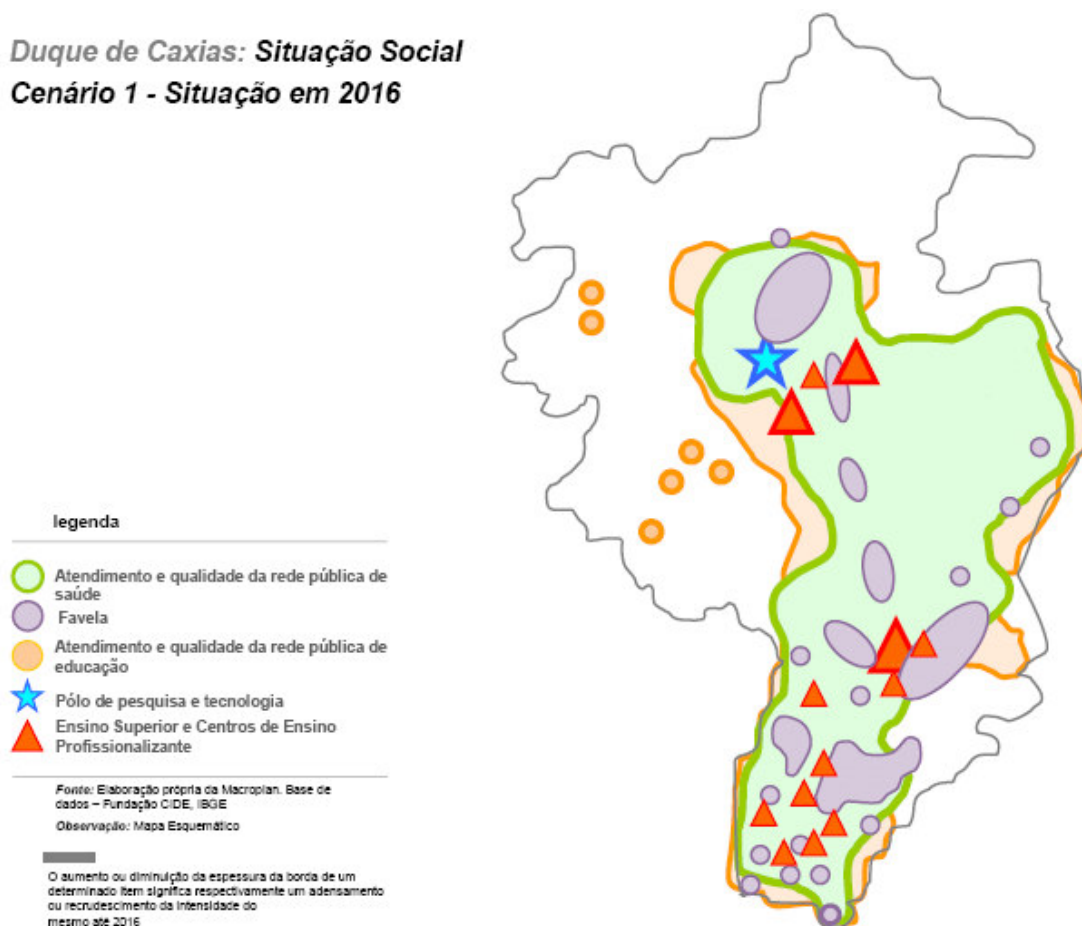 Duque de Caxias: Situação Social
Cenário 1 - Situação em 2016
legenda
Atendimento e qualidade da rede pública de
saúde
Favela
Atendimento e qualidade da rede pública de
educação
Pólo de pesquisa e tecnologia
Ensino Superior e Centros de Ensino
Profissionalizante
Fonte: Elaboração própria da Macroplan. Base de
dados – Fundação CIDE, IBGE
Observação: Mapa Esquemático
O aumento ou diminuição da espessura da borda de um
determinado item significa respectivamente um adensamento
ou recrudescimento da intensidade do
mesmo até 2016